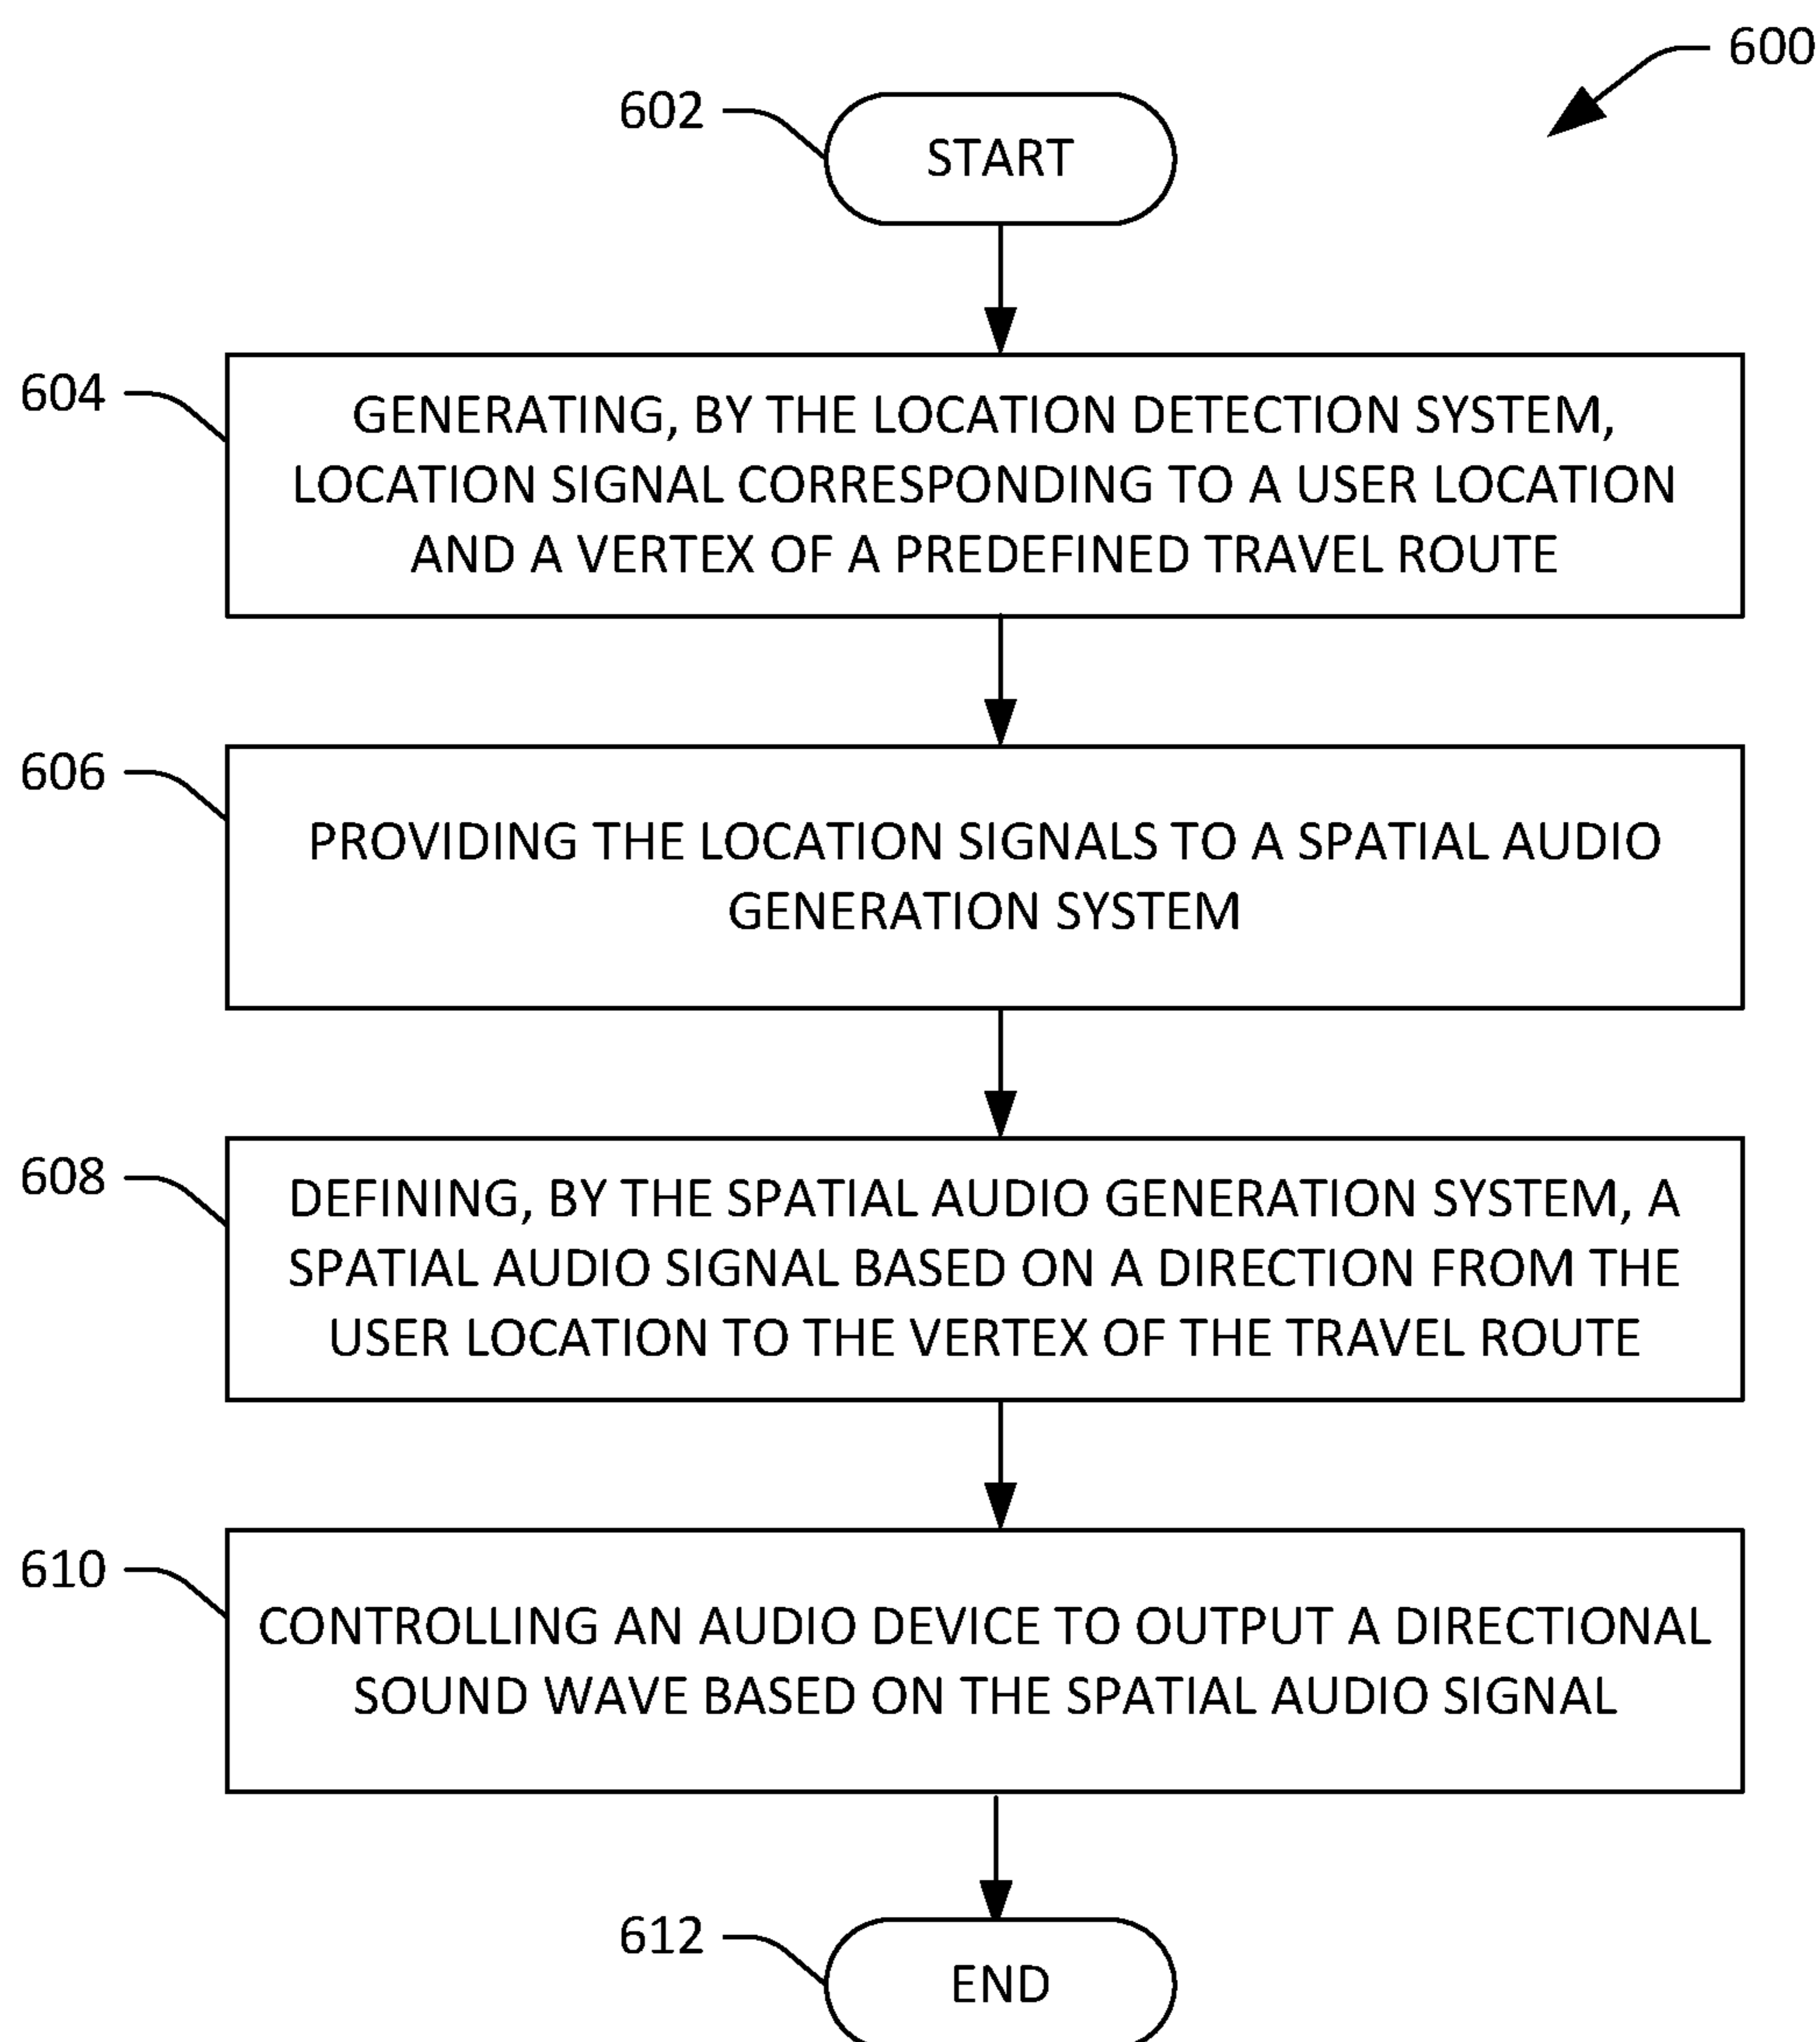 600
602
START
604
GENERATING, BY THE LOCATION DETECTION SYSTEM,
LOCATION SIGNAL CORRESPONDING TO A USER LOCATION
AND A VERTEX OF A PREDEFINED TRAVEL ROUTE
606
PROVIDING THE LOCATION SIGNALS TO A SPATIAL AUDIO
GENERATION SYSTEM
608
DEFINING, BY THE SPATIAL AUDIO GENERATION SYSTEM, A
SPATIAL AUDIO SIGNAL BASED ON A DIRECTION FROM THE
USER LOCATION TO THE VERTEX OF THE TRAVEL ROUTE
610
CONTROLLING AN AUDIO DEVICE TO OUTPUT A DIRECTIONAL
SOUND WAVE BASED ON THE SPATIAL AUDIO SIGNAL
612
END